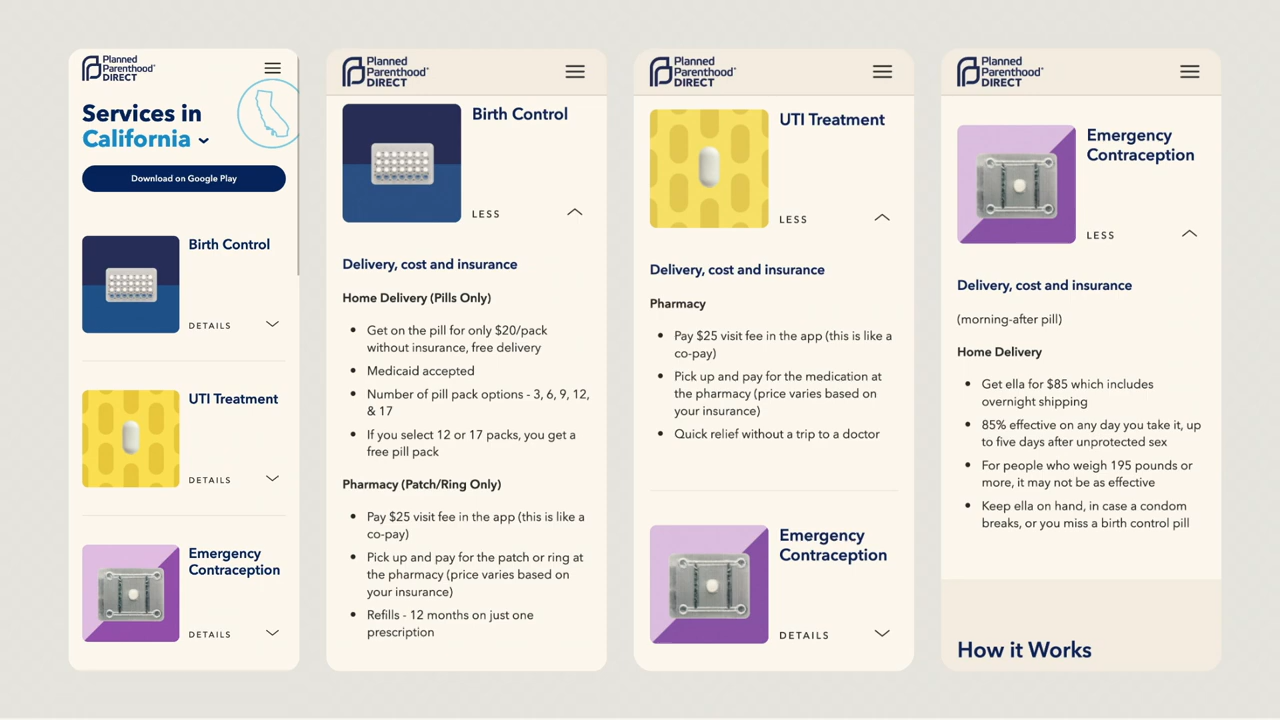 Planned
Parenthood®
DIRECT
Services in
California
Download on Google Play
Birth Control
DETAILS
UTI Treatment
DETAILS
Emergency
Contraception
DETAILS
Planned
Parenthood®
DIRECT
Birth Control
LESS
Delivery, cost and insurance
Home Delivery (Pills Only)
• Get on the pill for only $20/pack
without insurance, free delivery
• Medicaid accepted
• Number of pill pack options - 3, 6, 9, 12,
& 17
• If you select 12 or 17 packs, you get a
free pill pack
Pharmacy (Patch/Ring Only)
• Pay $25 visit fee in the app (this is like a
co-pay)
• Pick up and pay for the patch or ring at
the pharmacy (price varies based on
your insurance)
• Refills - 12 months on just one
prescription
Planned
Parenthood®
DIRECT
UTI Treatment
LESS
Delivery, cost and insurance
Pharmacy
• Pay $25 visit fee in the app (this is like a
co-pay)
• Pick up and pay for the medication at
the pharmacy (price varies based on
your insurance)
• Quick relief without a trip to a doctor
Emergency
Contraception
DETAILS
Planned
Parenthood®
DIRECT
Emergency
Contraception
LESS
Delivery, cost and insurance
(morning-after pill)
Home Delivery
• Get ella for $85 which includes
overnight shipping
• 85% effective on any day you take it, up
to five days after unprotected sex
• For people who weigh 195 pounds or
more, it may not be as effective
• Keep ella on hand, in case a condom
breaks, or you miss a birth control pill
How it Works